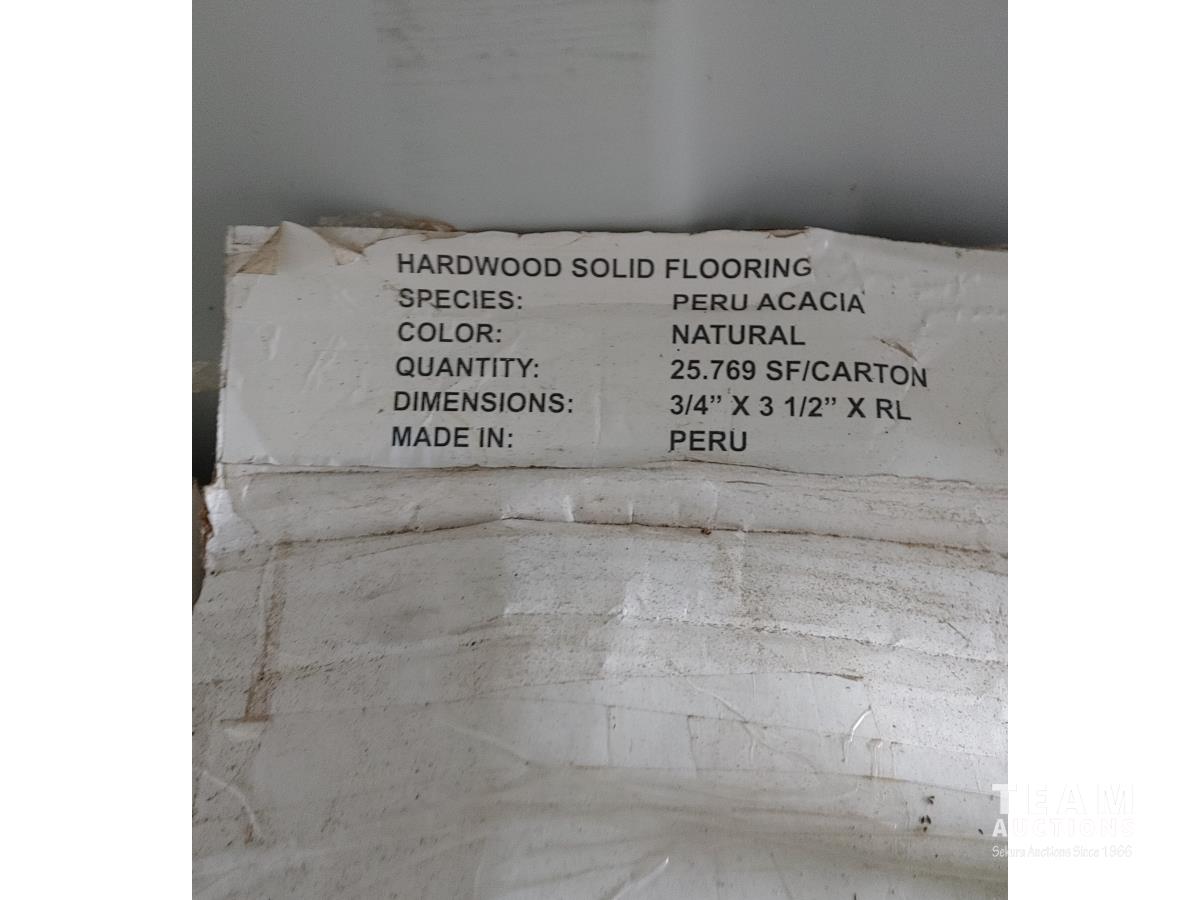 HARDWOOD SOLID FLOORING
SPECIES: PERU ACACIA
COLOR: NATURAL
QUANTITY: 25.769 SF/CARTON
DIMENSIONS: 3/4” X 3 1/2” X RL
MADE IN: PERU
TEAM
AUCTIONS
Sekura Auctions Since 1966